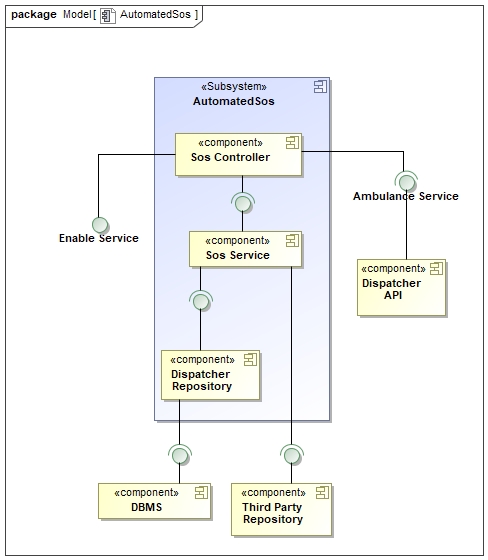 package Model[ AutomatedSos ]
«Subsystem»
AutomatedSos
«component»
Sos Controller
Enable Service
Ambulance Service
«component»
Sos Service
«component»
Dispatcher
API
«component»
Dispatcher
Repository
«component»
DBMS
«component»
Third Party
Repository